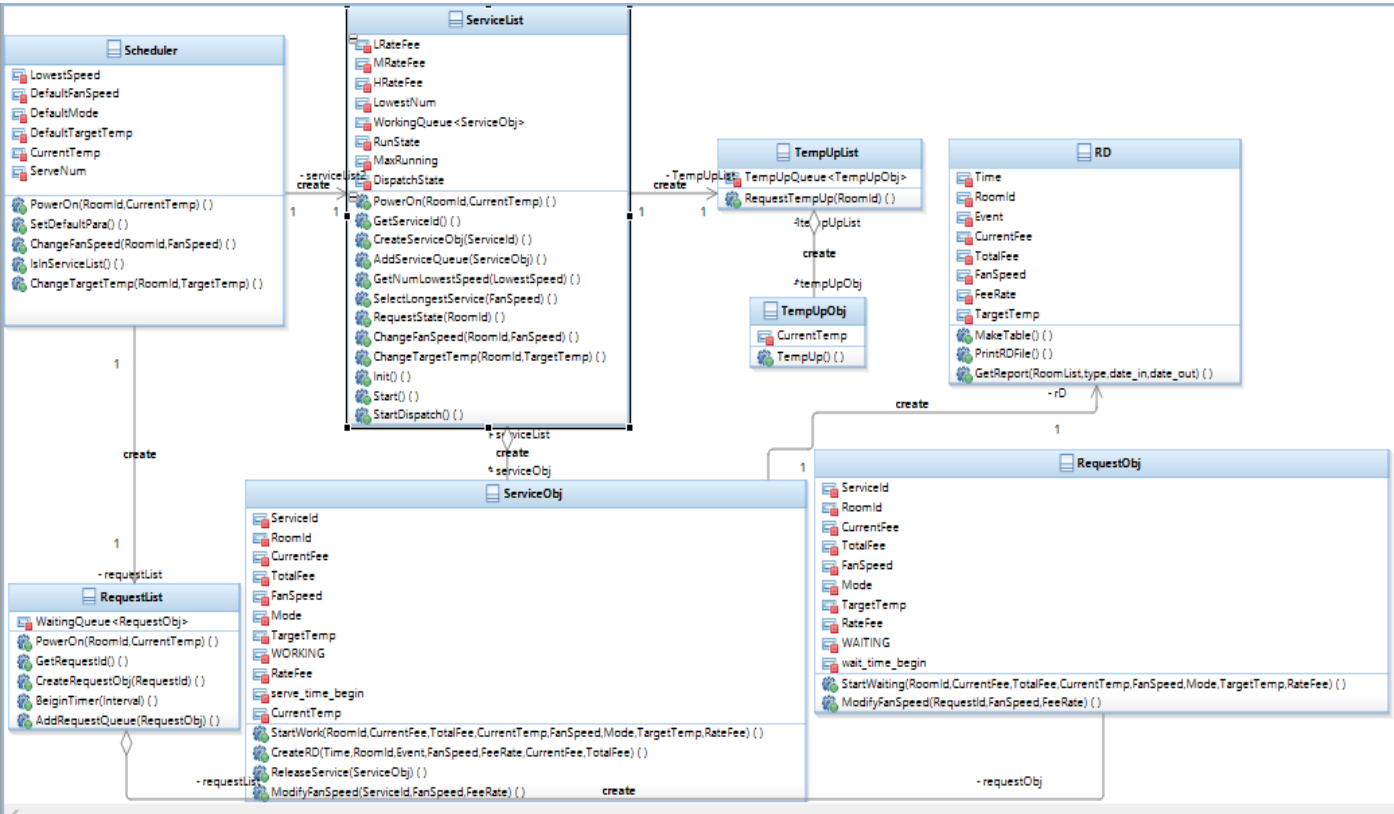 Scheduler
LowestSpeed
DefaultFanSpeed
DefaultMode
DefaultTargetTemp
CurrentTemp
ServeNum
PowerOn(RoomId,CurrentTemp) ( )
SetDefaultPara() ( )
ChangeFanSpeed(RoomId,FanSpeed) ( )
IsInServiceList() ( )
ChangeTargetTemp(RoomId,TargetTemp) ( )
- serviceList2
create
1
1
ServiceList
LRateFee
MRateFee
HRateFee
LowestNum
WorkingQueue<ServiceObj>
RunState
MaxRunning
DispatchState
PowerOn(RoomId,CurrentTemp) ( )
GetServiceId() ( )
CreateServiceObj(ServiceId) ( )
AddServiceQueue(ServiceObj) ( )
GetNumLowestSpeed(LowestSpeed) ( )
SelectLongestService(FanSpeed) ( )
RequestState(RoomId) ( )
ChangeFanSpeed(RoomId,FanSpeed) ( )
ChangeTargetTemp(RoomId,TargetTemp) ( )
Init() ( )
Start() ( )
StartDispatch() ( )
- TempUpList
create
1
1
TempUpList
TempUpQueue<TempUpObj>
RequestTempUp(RoomId) ( )
create
tempUpObj
TempUpObj
CurrentTemp
TempUp() ( )
RD
Time
RoomId
Event
CurrentFee
TotalFee
FanSpeed
FeeRate
TargetTemp
MakeTable() ( )
PrintRDFile() ( )
GetReport(RoomList,type,date_in,date_out) ( )
- rD
create
1
1
1
create
1
- requestList
serviceList
create
serviceObj
RequestList
WaitingQueue<RequestObj>
PowerOn(RoomId,CurrentTemp) ( )
GetRequestId() ( )
CreateRequestObj(RequestId) ( )
BeiginTimer(Interval) ( )
AddRequestQueue(RequestObj) ( )
ServiceObj
ServiceId
RoomId
CurrentFee
TotalFee
FanSpeed
Mode
TargetTemp
WORKING
RateFee
serve_time_begin
CurrentTemp
StartWork(RoomId,CurrentFee,TotalFee,CurrentTemp,FanSpeed,Mode,TargetTemp,RateFee) ( )
CreateRD(Time,RoomId,Event,FanSpeed,FeeRate,CurrentFee,TotalFee) ( )
ReleaseService(ServiceObj) ( )
ModifyFanSpeed(ServiceId,FanSpeed,FeeRate) ( )
RequestObj
ServiceId
RoomId
CurrentFee
TotalFee
FanSpeed
Mode
TargetTemp
RateFee
WAITING
wait_time_begin
StartWaiting(RoomId,CurrentFee,TotalFee,CurrentTemp,FanSpeed,Mode,TargetTemp,RateFee) ( )
ModifyFanSpeed(RequestId,FanSpeed,FeeRate) ( )
- requestList
create
- requestObj